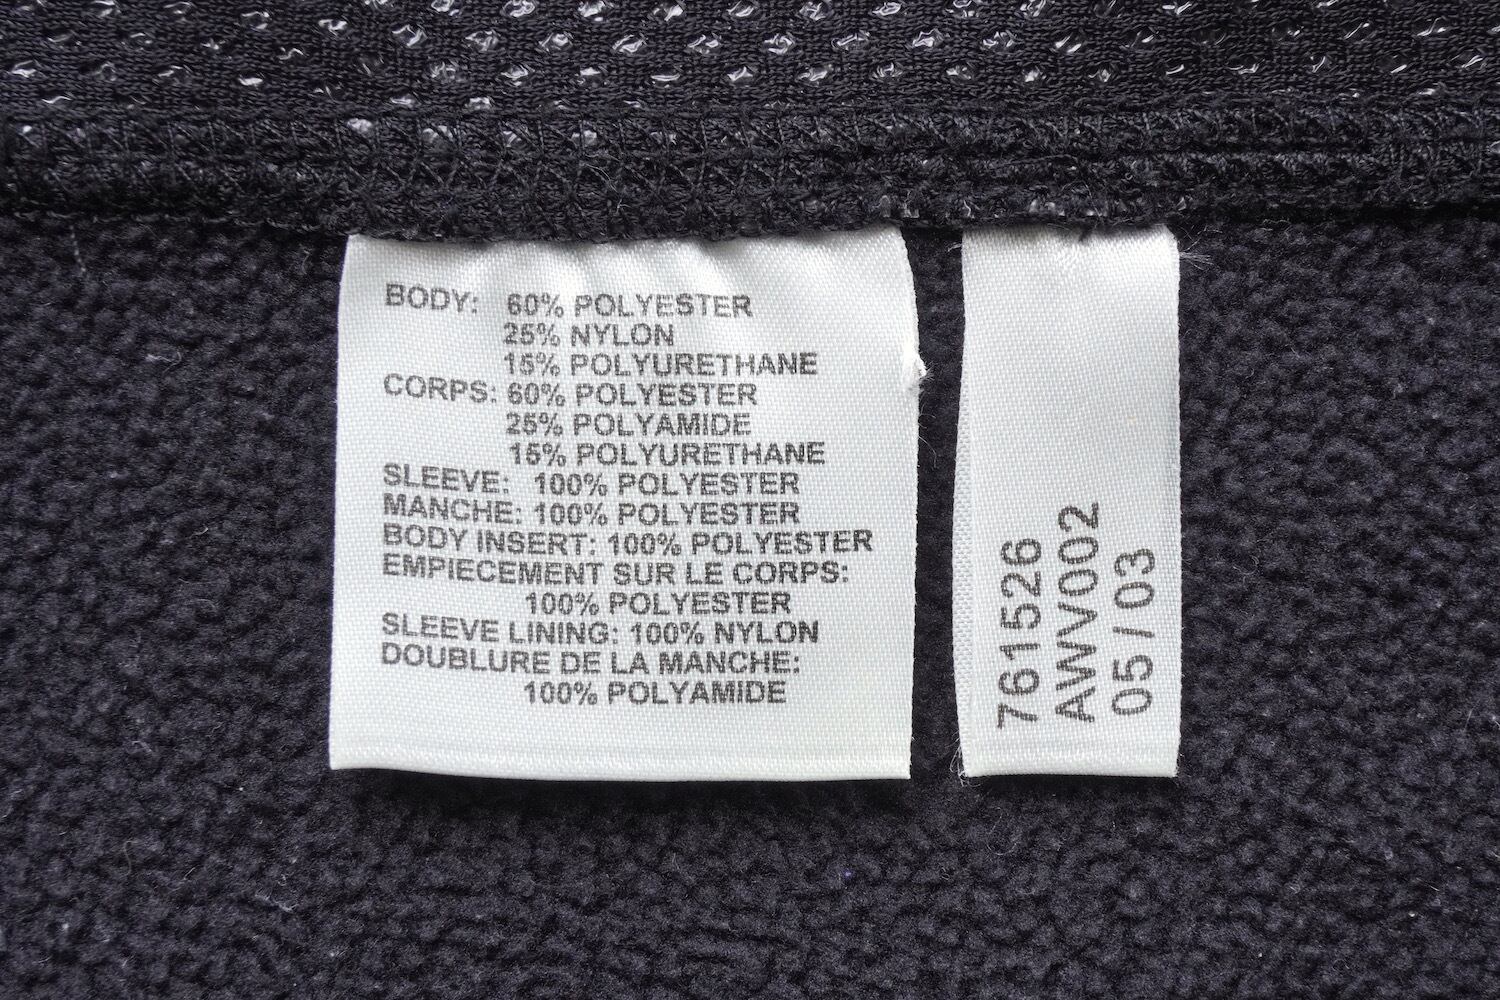 BODY: 60% POLYESTER
25% NYLON
15% POLYURETHANE
CORPS: 60% POLYESTER
25% POLYAMIDE
15% POLYURETHANE
SLEEVE: 100% POLYESTER
MANCHE: 100% POLYESTER
BODY INSERT: 100% POLYESTER
EMPIECEMENT SUR LE CORPS:
100% POLYESTER
SLEEVE LINING: 100% NYLON
DOUBLURE DE LA MANCHE:
100% POLYAMIDE
761526
AWV002
05/03